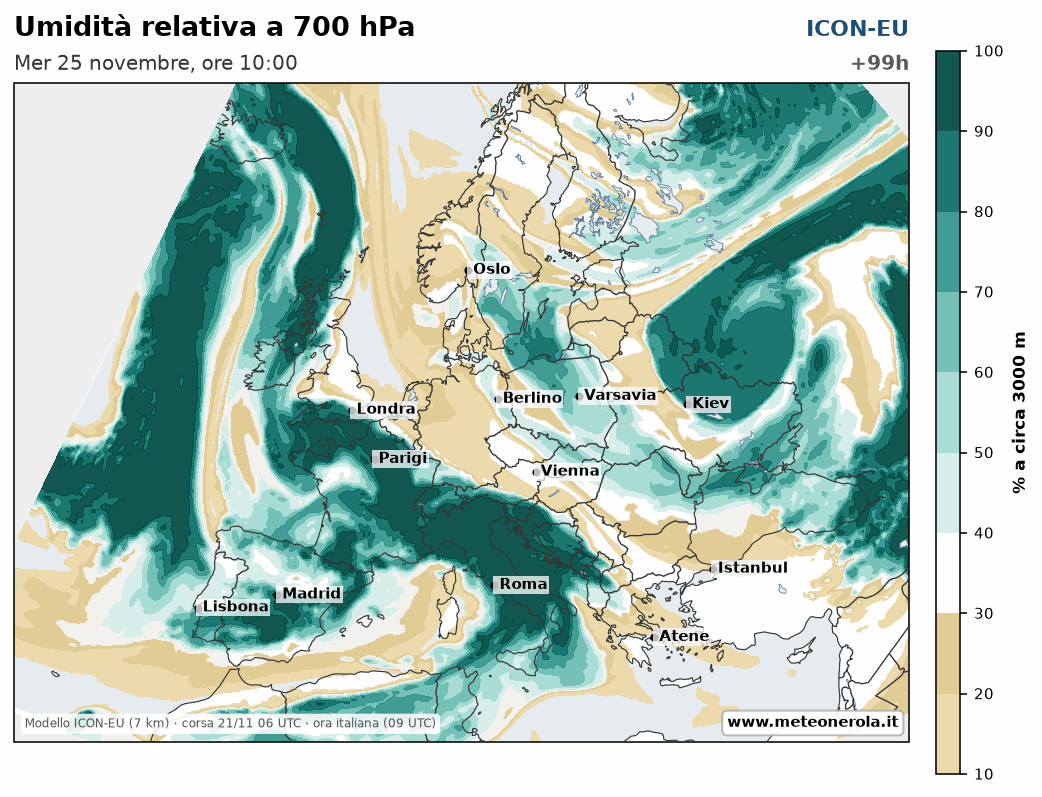 Umidità relativa a 700 hPa
ICON-EU
Mer 25 novembre, ore 10:00
+99h
100
90
80
70
60
50
40
30
20
10
% a circa 3000 m
Oslo
Berlino
Varsavia
Kiev
Londra
Parigi
Vienna
Istanbul
Roma
Madrid
Lisbona
Atene
Modello ICON-EU (7 km) · corsa 21/11 06 UTC · ora italiana (09 UTC)
www.meteonerola.it